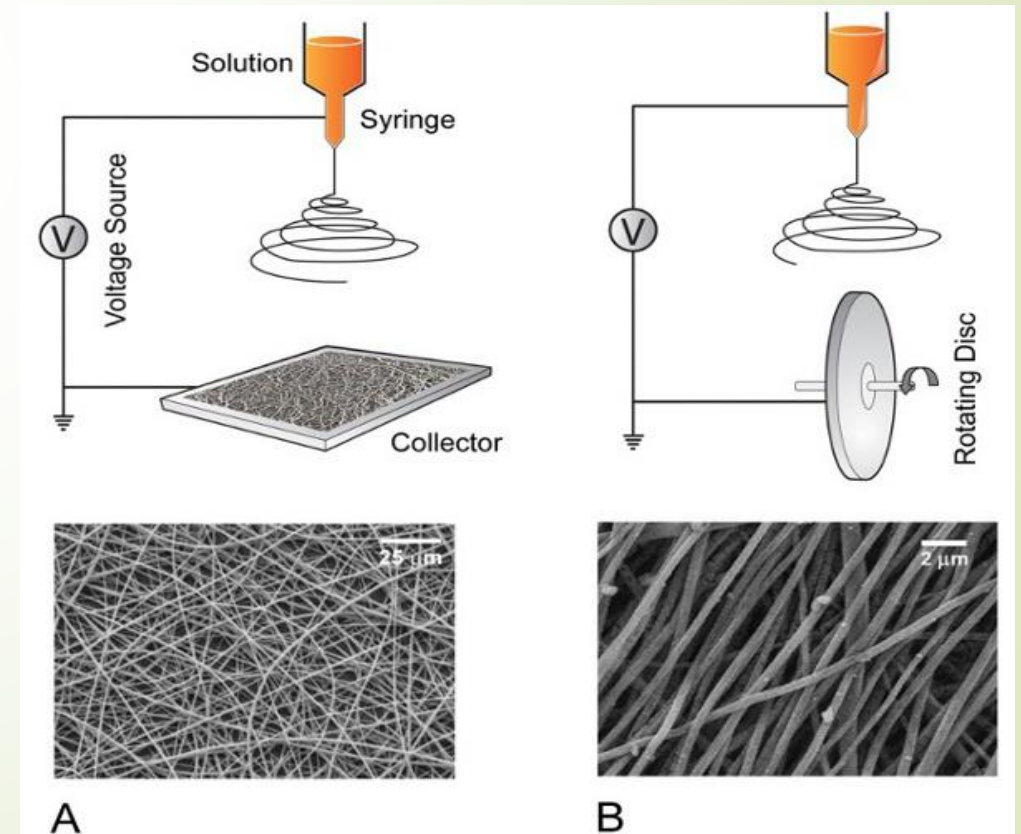 Solution
Syringe
Voltage Source
V
Collector
V
Rotating Disc
25 μm
2 μm
A
B